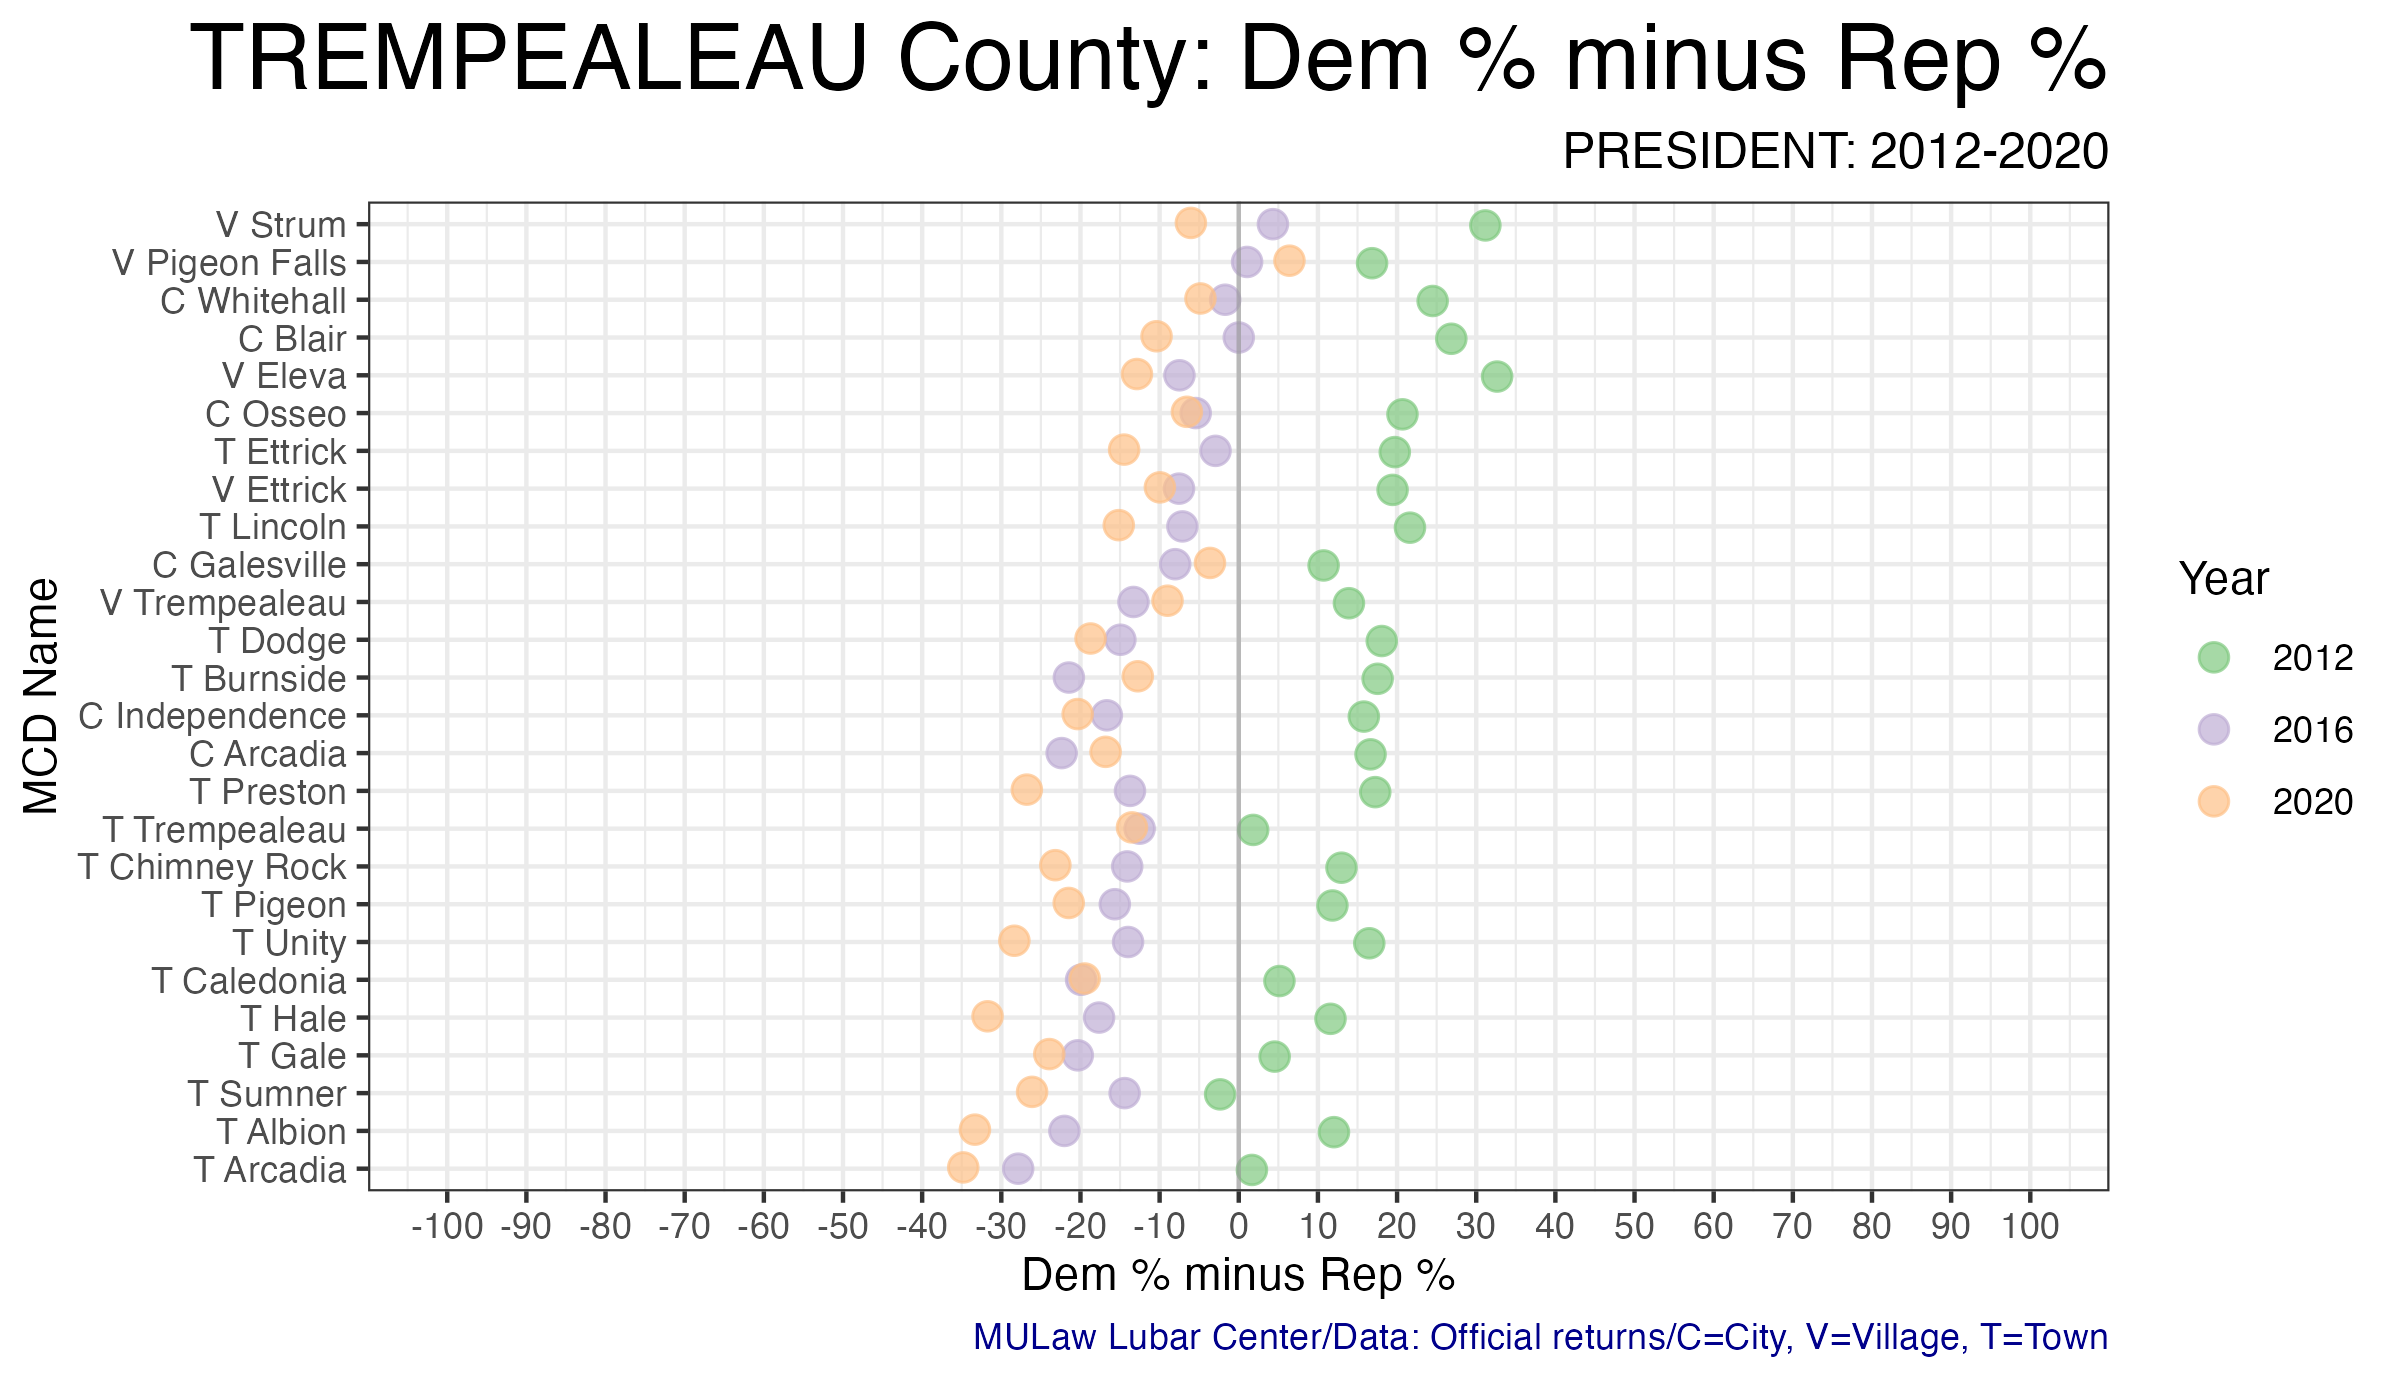 TREMPEALEAU County: Dem % minus Rep %
PRESIDENT: 2012-2020
MCD Name
V Strum
V Pigeon Falls
C Whitehall
C Blair
V Eleva
C Osseo
T Ettrick
V Ettrick
T Lincoln
C Galesville
V Trempealeau
T Dodge
T Burnside
C Independence
C Arcadia
T Preston
T Trempealeau
T Chimney Rock
T Pigeon
T Unity
T Caledonia
T Hale
T Gale
T Sumner
T Albion
T Arcadia
-100 -90 -80 -70 -60 -50 -40 -30 -20 -10 0 10 20 30 40 50 60 70 80 90 100
Dem % minus Rep %
Year
2012
2016
2020
MULaw Lubar Center/Data: Official returns/C=City, V=Village, T=Town